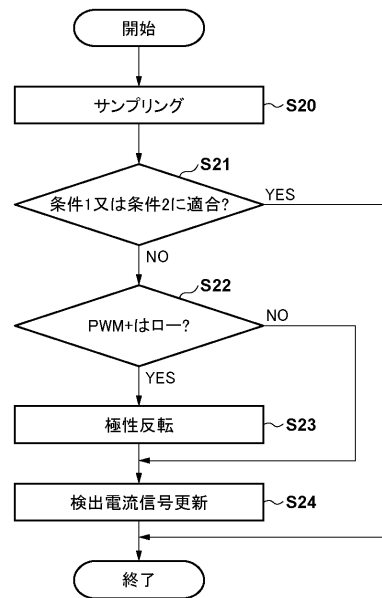 開始
サンプリング
S20
S21
条件1又は条件2に適合?
YES
NO
S22
PWM+はロー?
NO
YES
極性反転
S23
検出電流信号更新
S24
終了